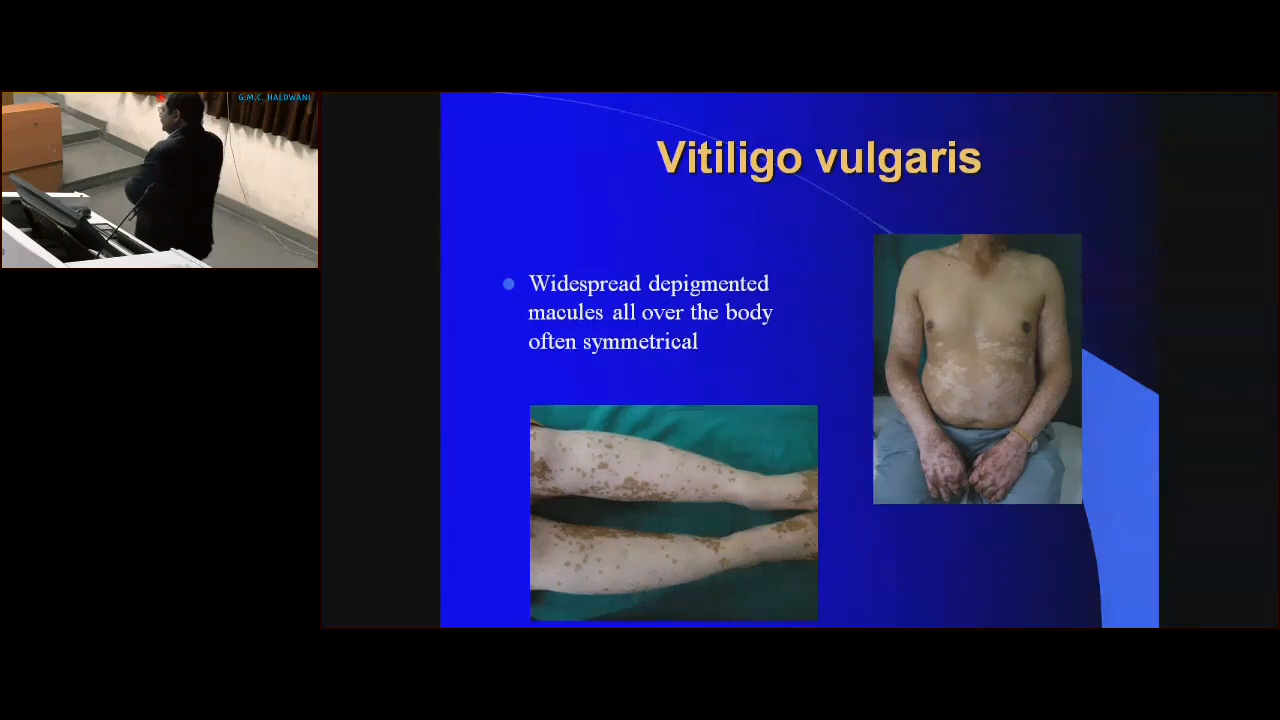 G.M.C. HALDWANI
Vitiligo vulgaris
Widespread depigmented
macules all over the body
often symmetrical